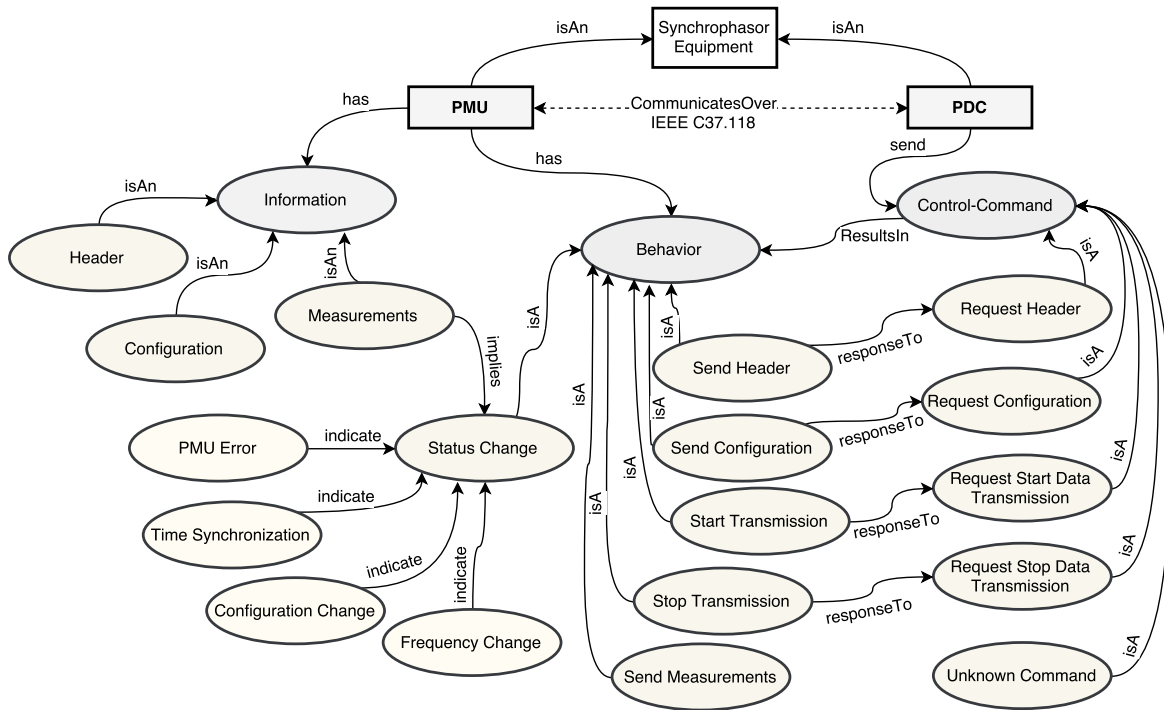 isAn
Synchrophasor
Equipment
isAn
has
PMU
CommunicatesOver
IEEE C37.118
PDC
has
send
isAn
Information
Control-Command
Header
isAn
isAn
Behavior
ResultsIn
isA
Configuration
Measurements
implies
isA
isA
Send Header
responseTo
Request Header
isA
isA
isA
Send Configuration
responseTo
Request Configuration
PMU Error
indicate
Status Change
isA
isA
Time Synchronization
indicate
isA
Start Transmission
responseTo
Request Start Data
Transmission
Configuration Change
indicate
indicate
Stop Transmission
responseTo
Request Stop Data
Transmission
isA
Frequency Change
Send Measurements
Unknown Command
isA